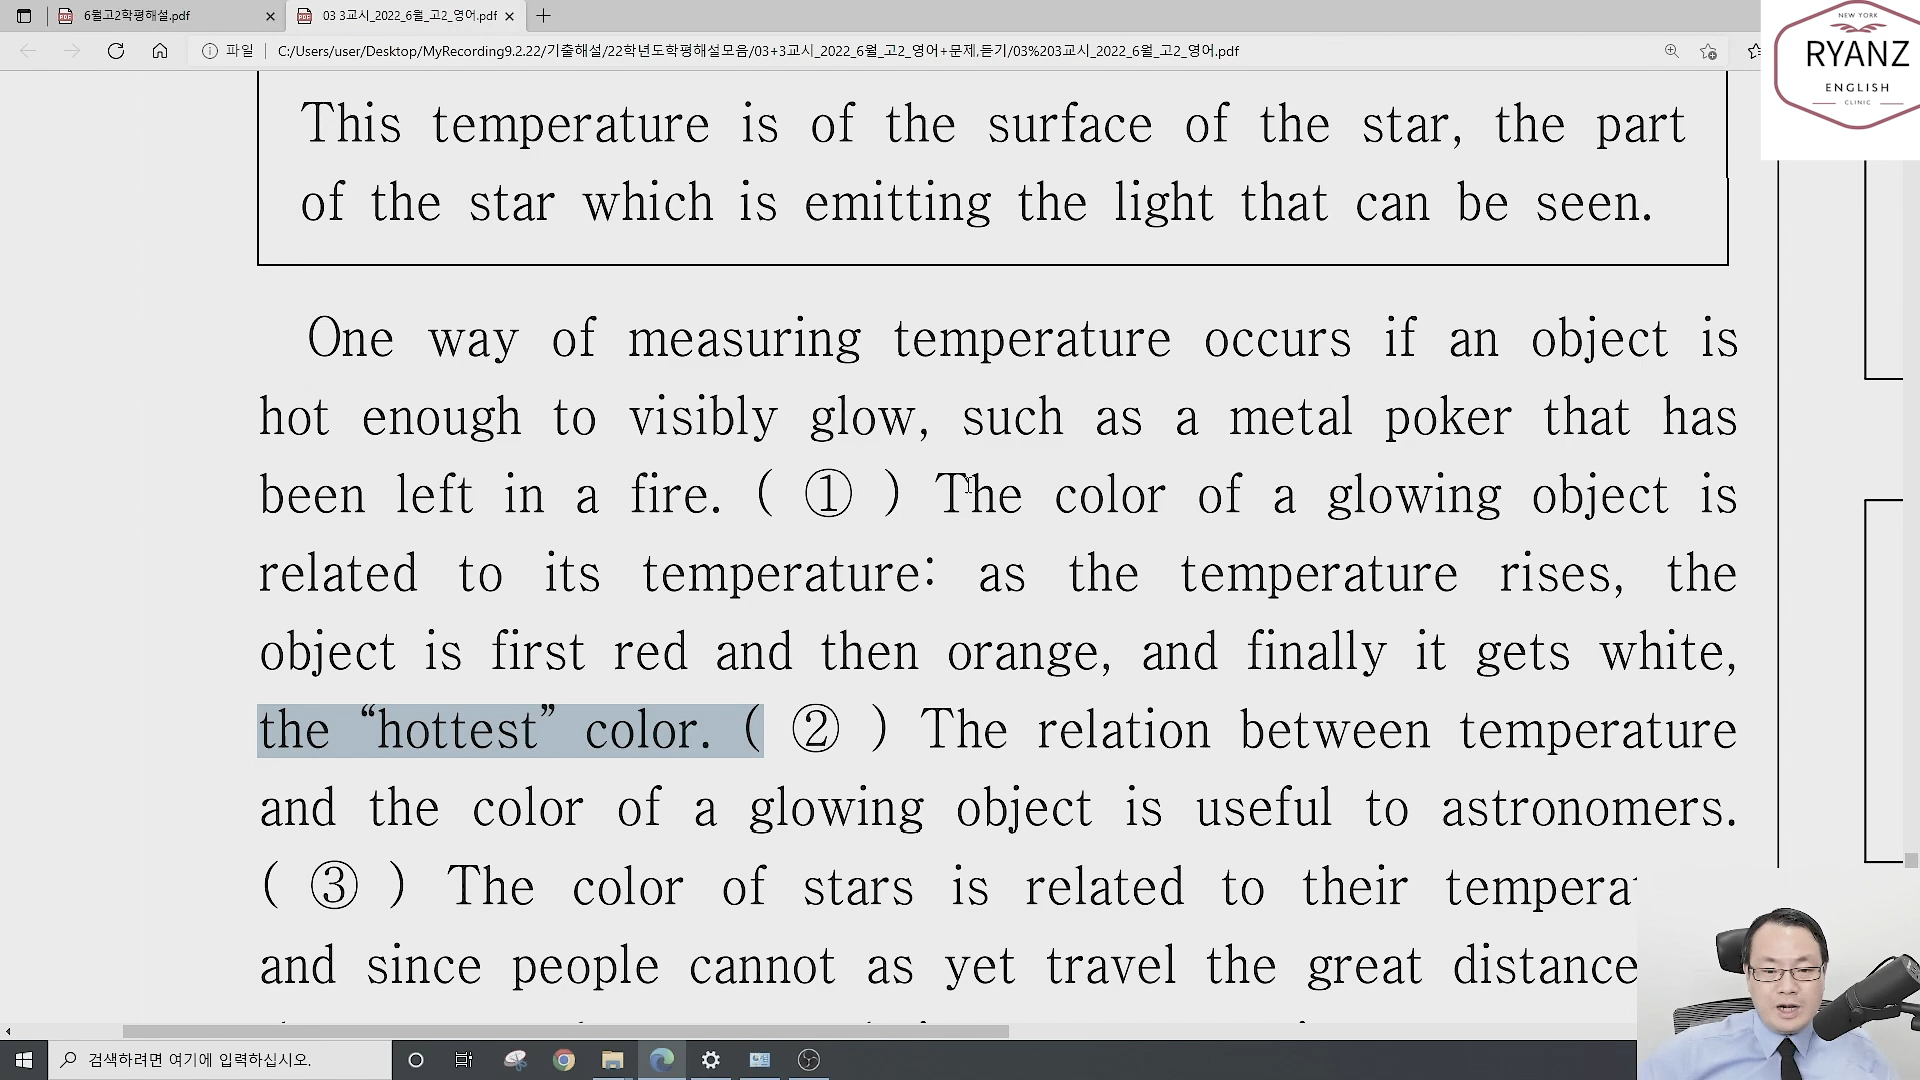 6월고2학평해설.pdf
03 3교시_2022_6월_고2_영어.pdf
파일
C:/Users/user/Desktop/MyRecording9.2.22/기출해설/22학년도학평해설모음/03+3교시_2022_6월_고2_영어+문제,듣기/03%203교시_2022_6월_고2_영어.pdf
NEW YORK
RYANZ
ENGLISH
CLINIC
This temperature is of the surface of the star, the part
of the star which is emitting the light that can be seen.
One way of measuring temperature occurs if an object is
hot enough to visibly glow, such as a metal poker that has
been left in a fire. ( ① ) The color of a glowing object is
related to its temperature: as the temperature rises, the
object is first red and then orange, and finally it gets white,
the “hottest” color. ( ② ) The relation between temperature
and the color of a glowing object is useful to astronomers.
( ③ ) The color of stars is related to their tempera
and since people cannot as yet travel the great distance
검색하려면 여기에 입력하십시오.